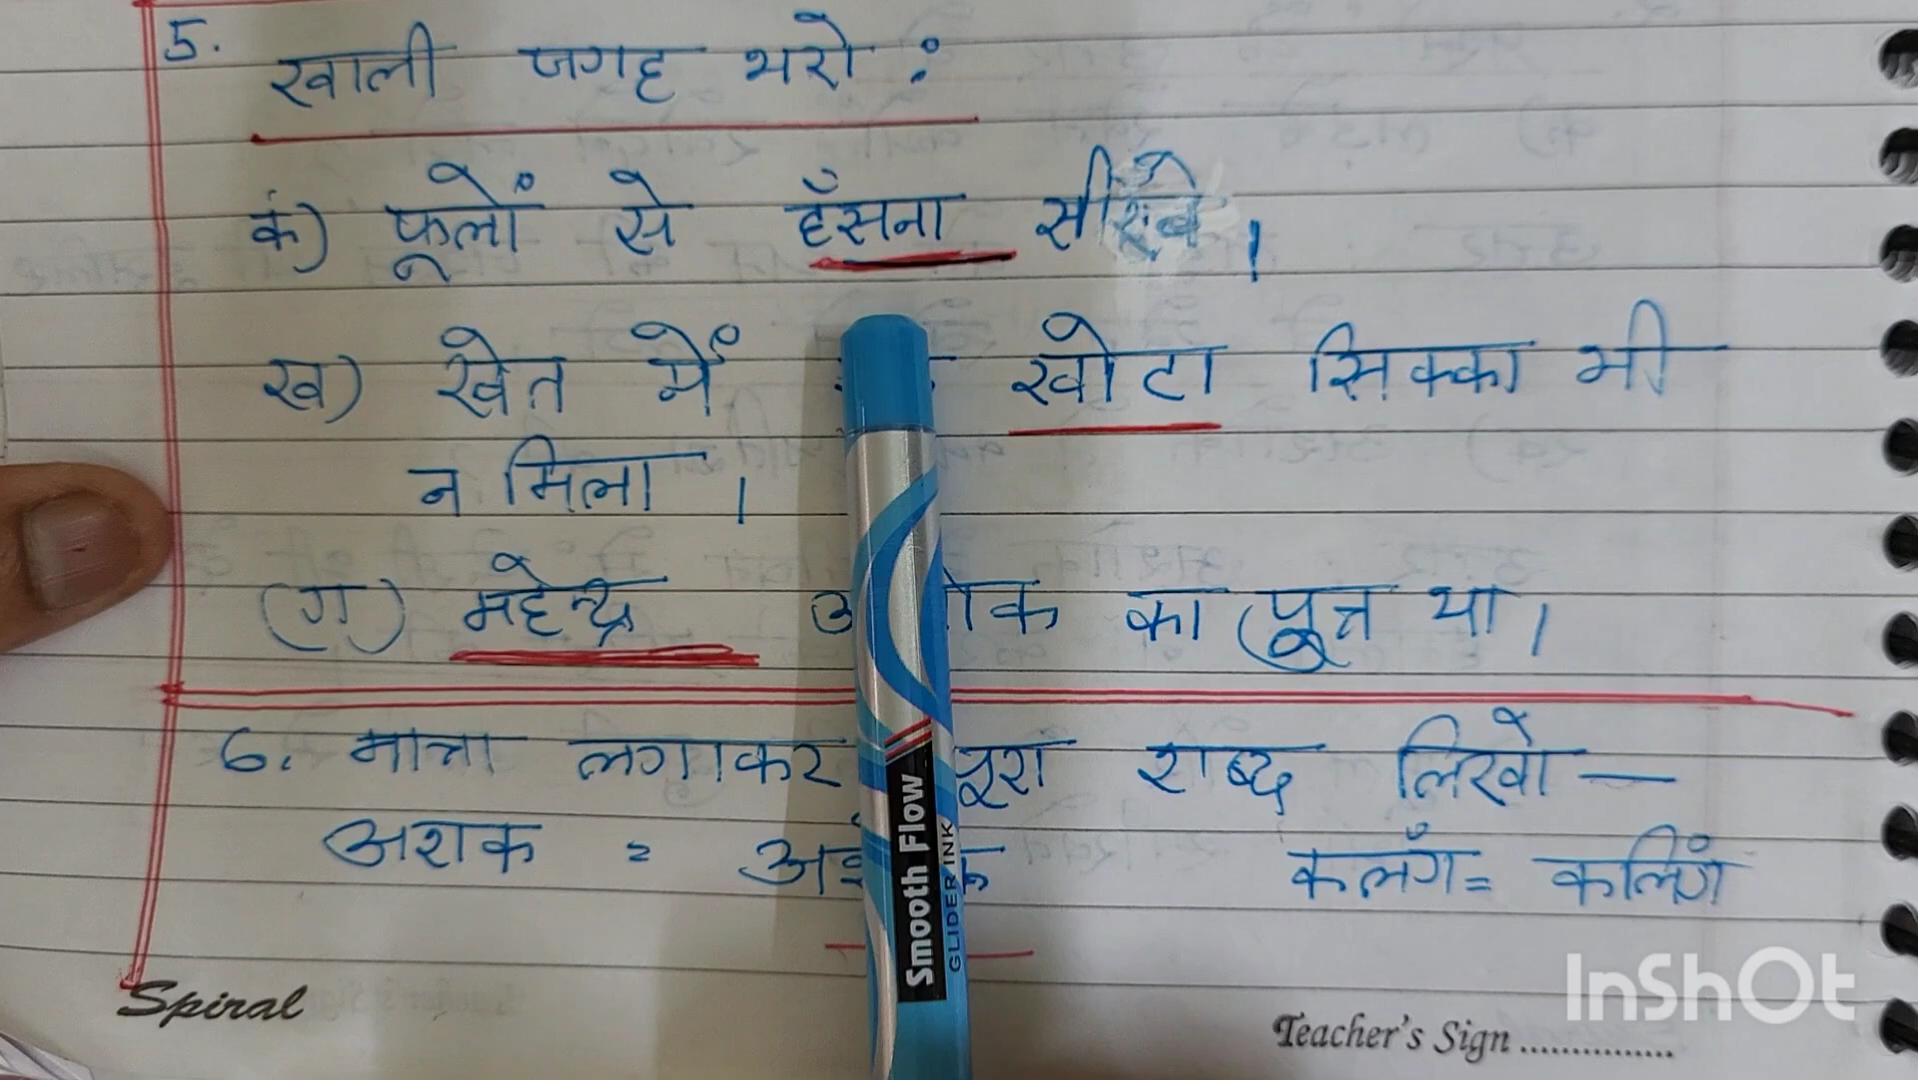 5. खाली जगह भरो :
क) फूलों से हँसना सीखे ।
ख) खेत में खोटा सिक्का भी
न मिला ।
(ग) महेन्द्र का पुत्र था ।
6. मात्रा लगाकर पूरा शब्द लिखो —
अशक = कलँग = कलिंग
Spiral
Teacher's Sign ...............
Smooth Flow
GLIDER INK
InShOt